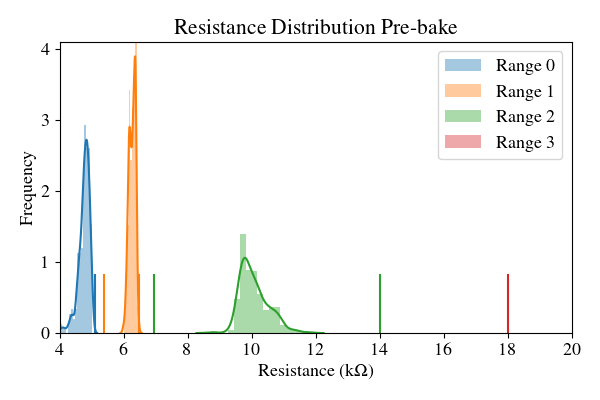 Resistance Distribution Pre-bake
Frequency
4
3
2
1
0
Range 0
Range 1
Range 2
Range 3
4 6 8 10 12 14 16 18 20
Resistance (kΩ)